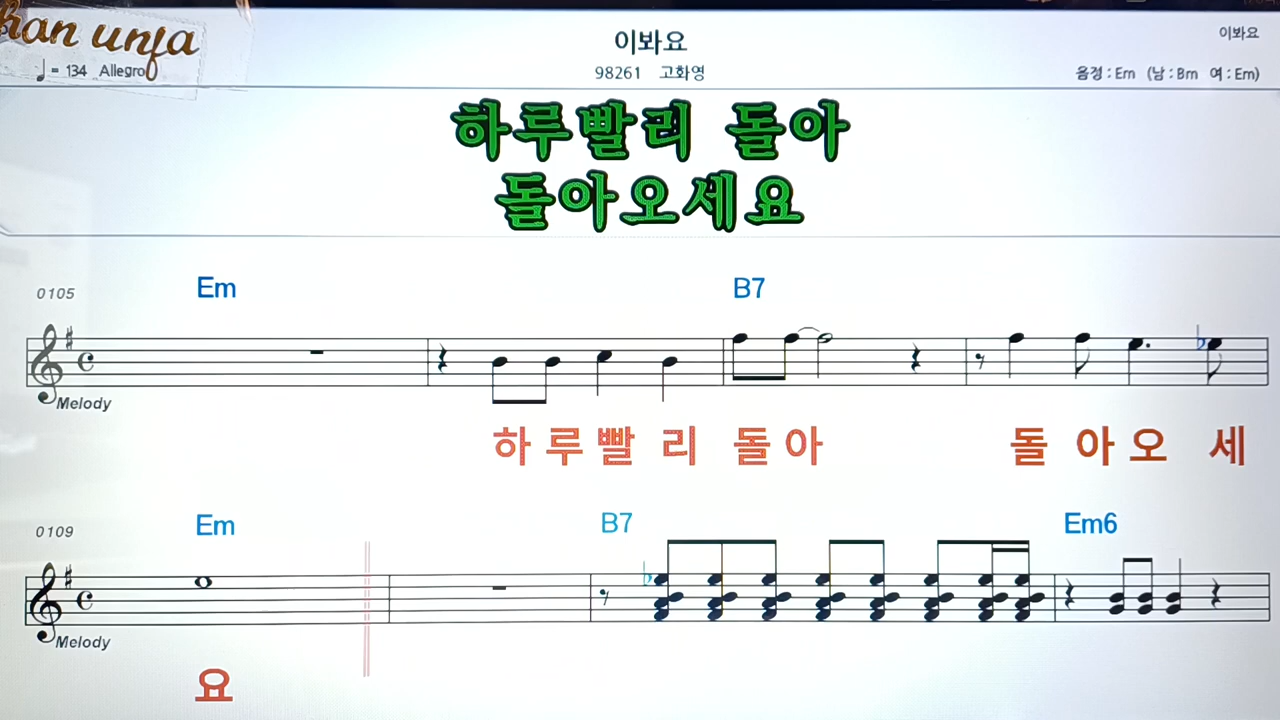 han unfa
이봐요
이봐요
♩= 134 Allegro
98261 고화영
음정 : Em (남 : Bm 여 : Em)
하루빨리 돌아
돌아오세요
Em B7
0105
Melody
하 루 빨 리 돌 아 돌 아 오 세
Em B7 Em6
0109
Melody
요